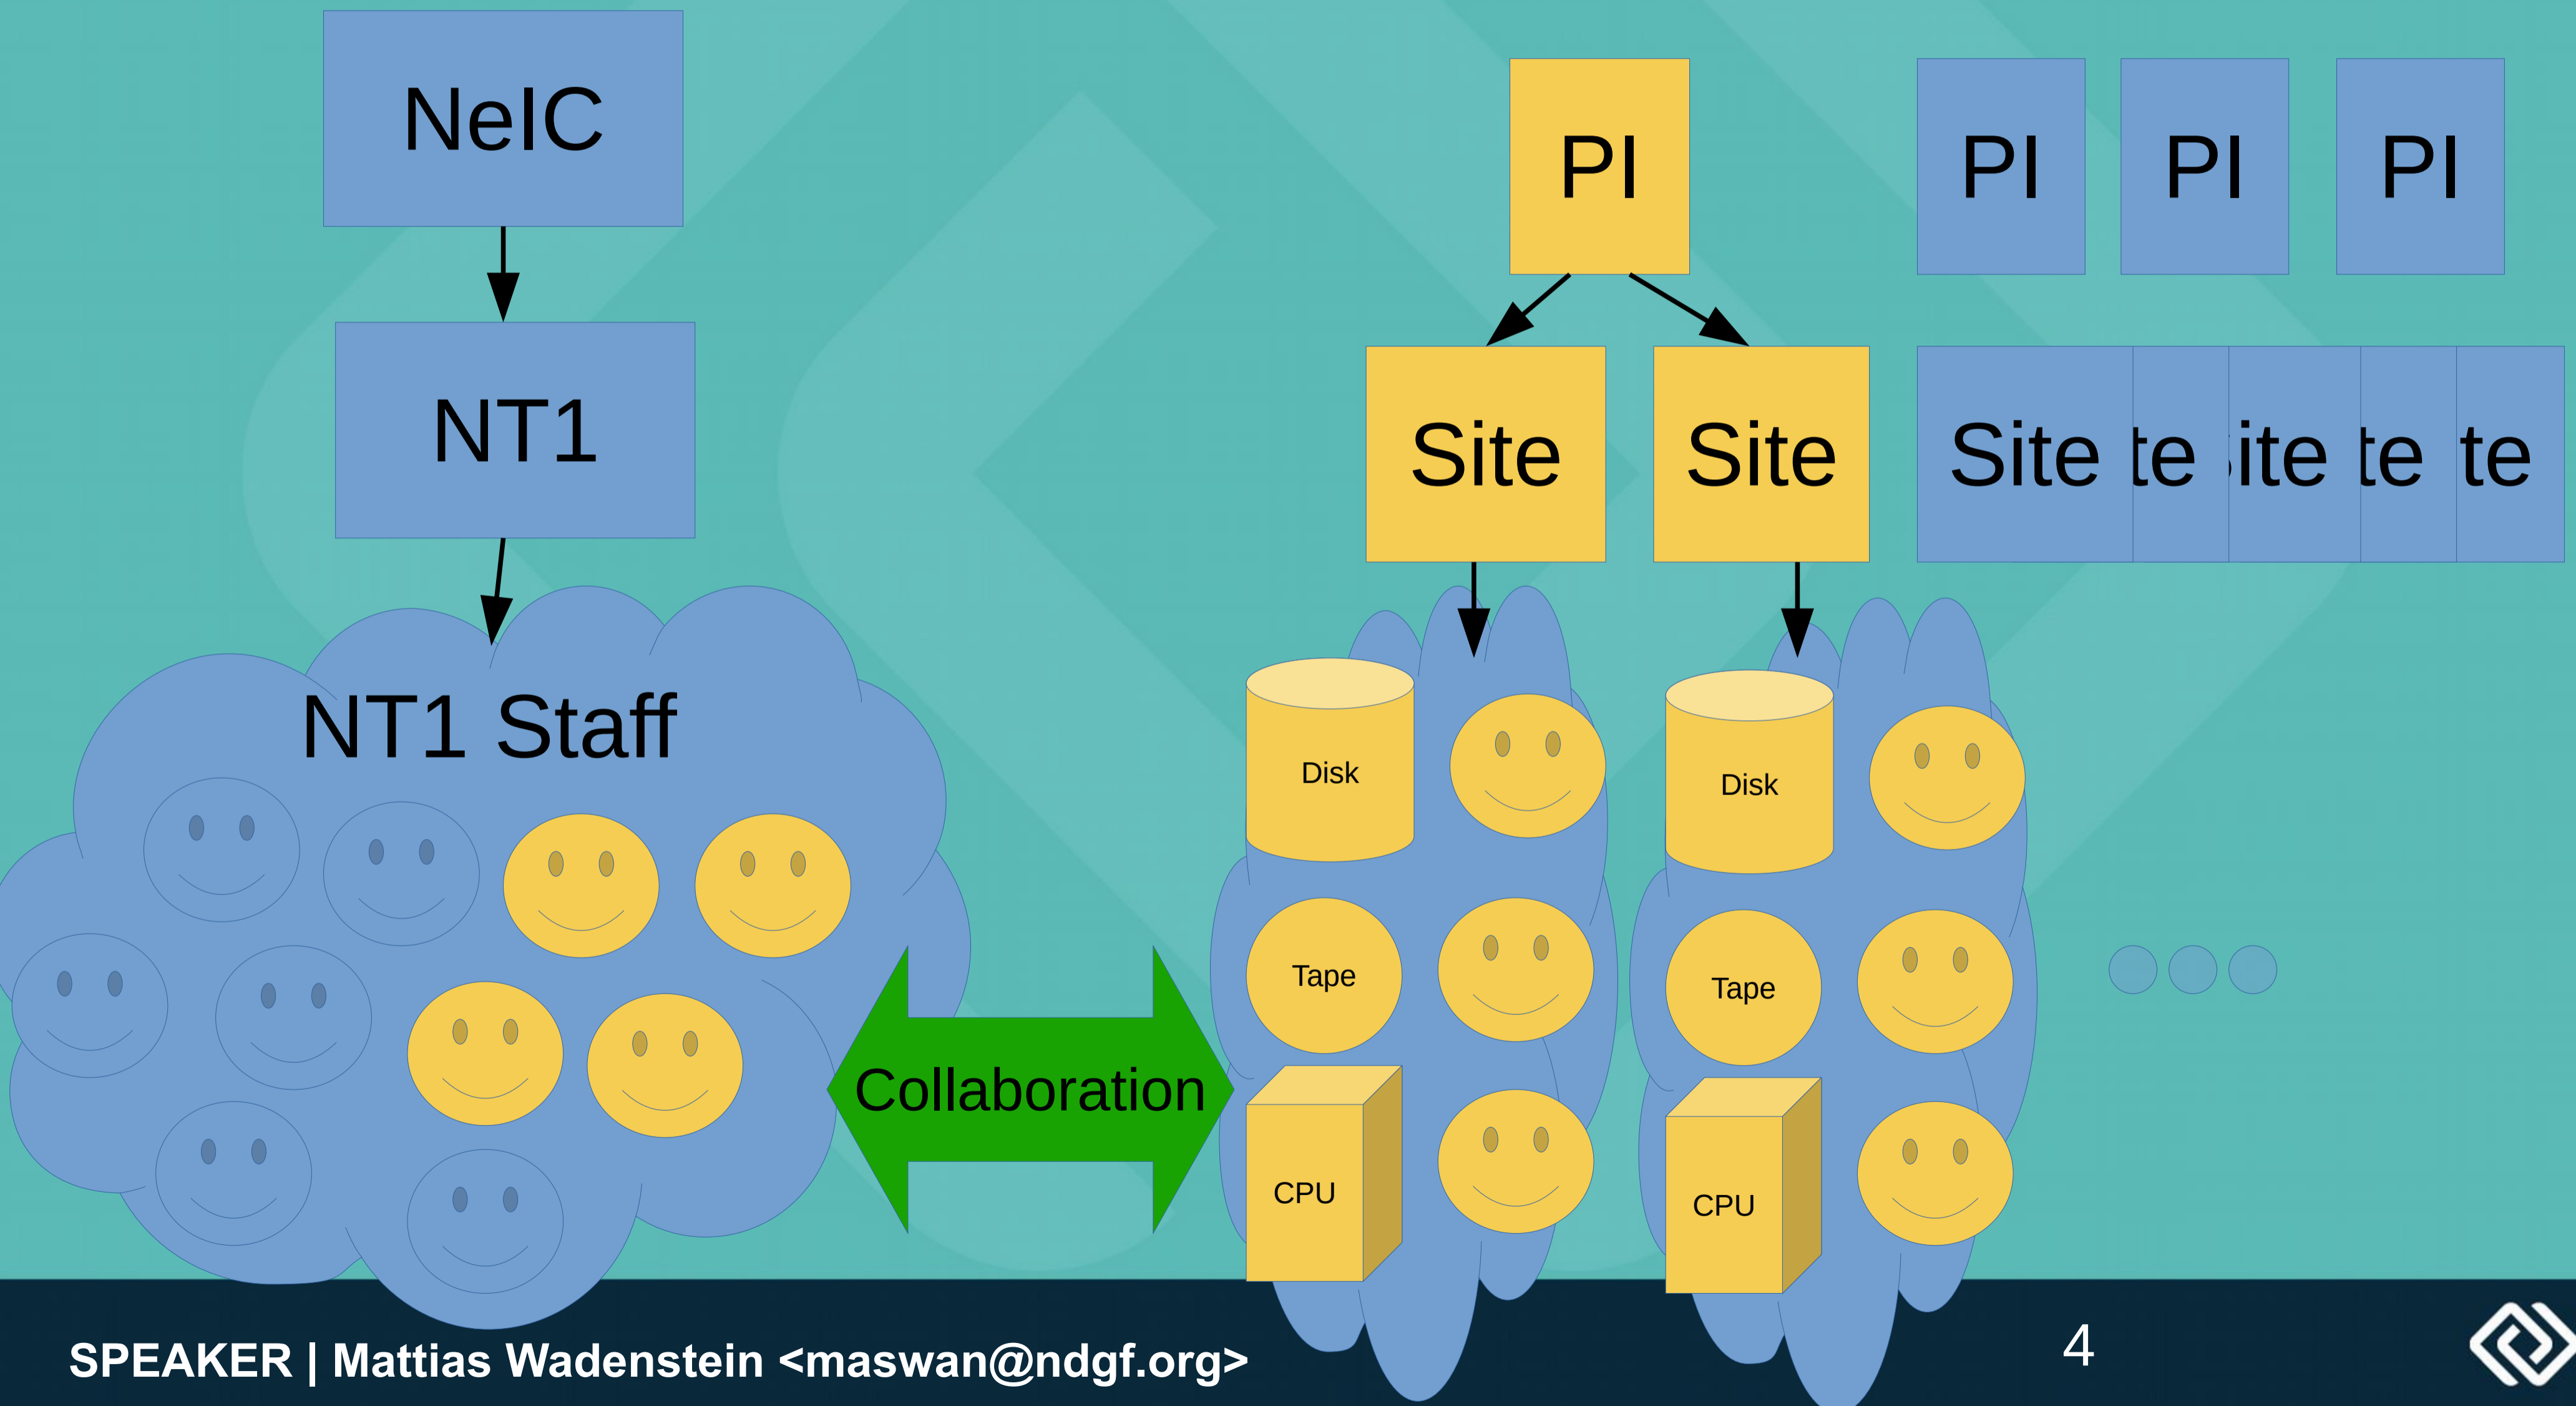 NeIC
PI
PI
PI
PI
NT1
Site
Site
Site
te
ite
te
te
NT1 Staff
Disk
Disk
Tape
Tape
Collaboration
CPU
CPU
SPEAKER | Mattias Wadenstein <maswan@ndgf.org>
4